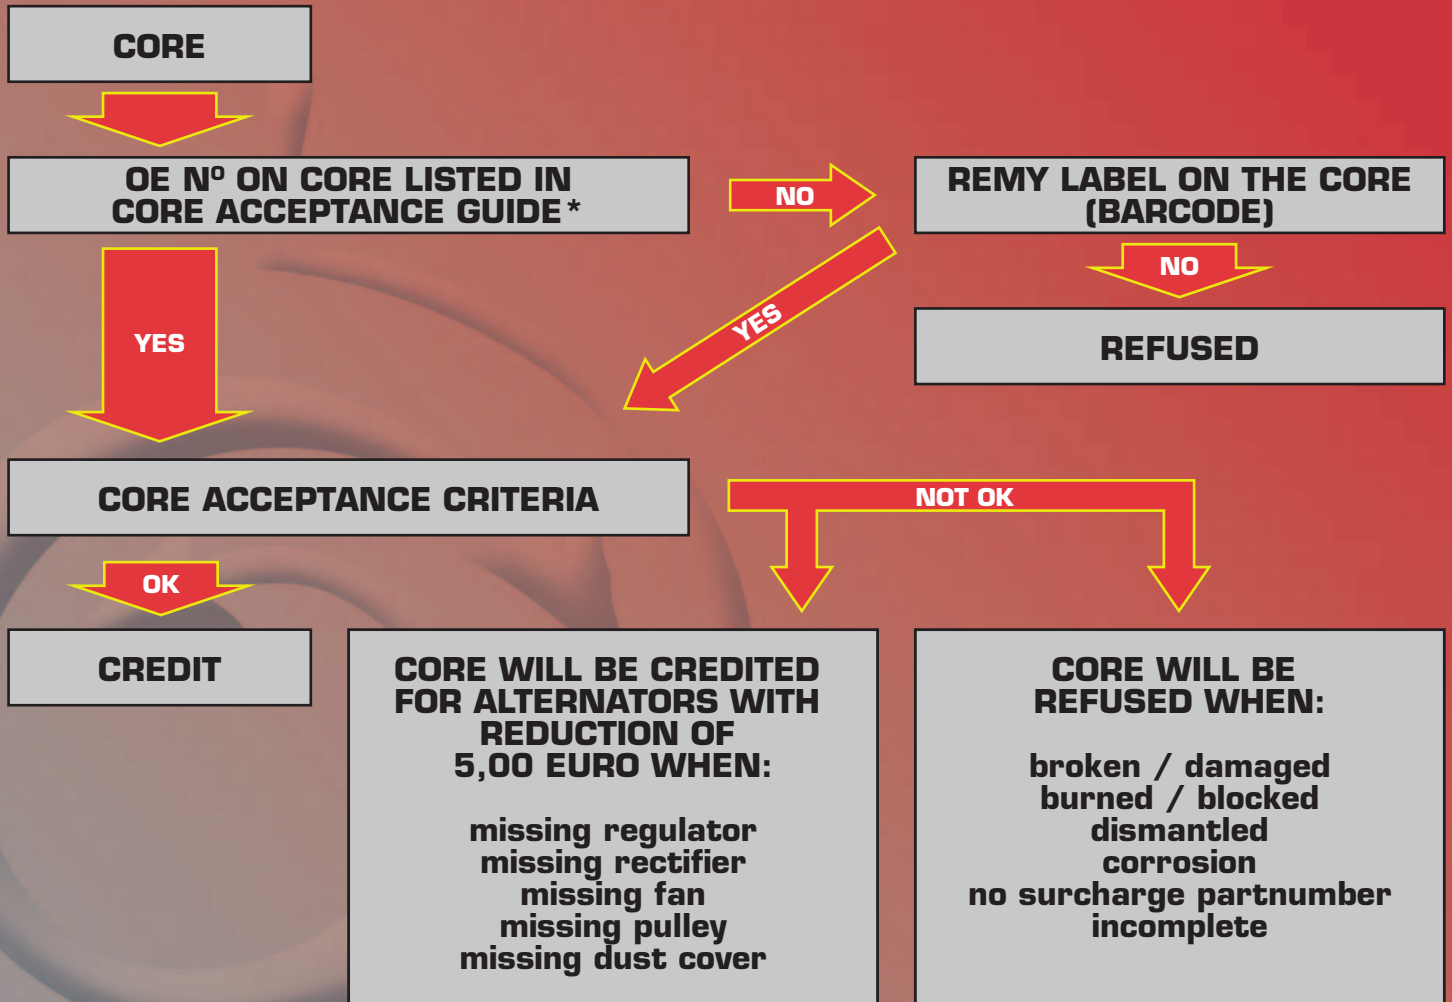 CORE
OE Nº ON CORE LISTED IN
CORE ACCEPTANCE GUIDE*
NO
REMY LABEL ON THE CORE
(BARCODE)
NO
REFUSED
YES
YES
CORE ACCEPTANCE CRITERIA
NOT OK
OK
CREDIT
CORE WILL BE CREDITED
FOR ALTERNATORS WITH
REDUCTION OF
5,00 EURO WHEN:
missing regulator
missing rectifier
missing fan
missing pulley
missing dust cover
CORE WILL BE
REFUSED WHEN:
broken / damaged
burned / blocked
dismantled
corrosion
no surcharge partnumber
incomplete